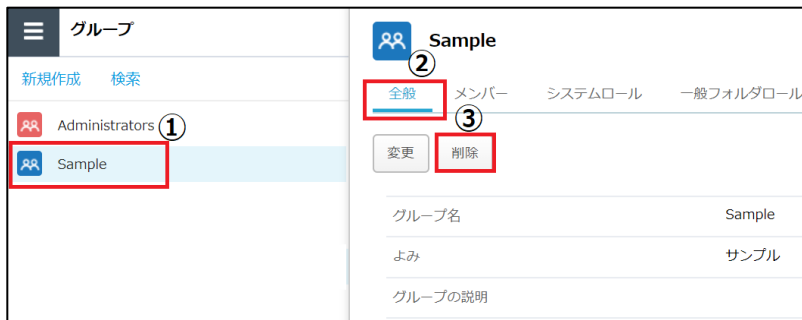 グループ
新規作成 検索
Administrators ①
Sample
Sample
②
全般 メンバー システムロール 一般フォルダロール
③
変更 削除
グループ名 Sample
よみ サンプル
グループの説明